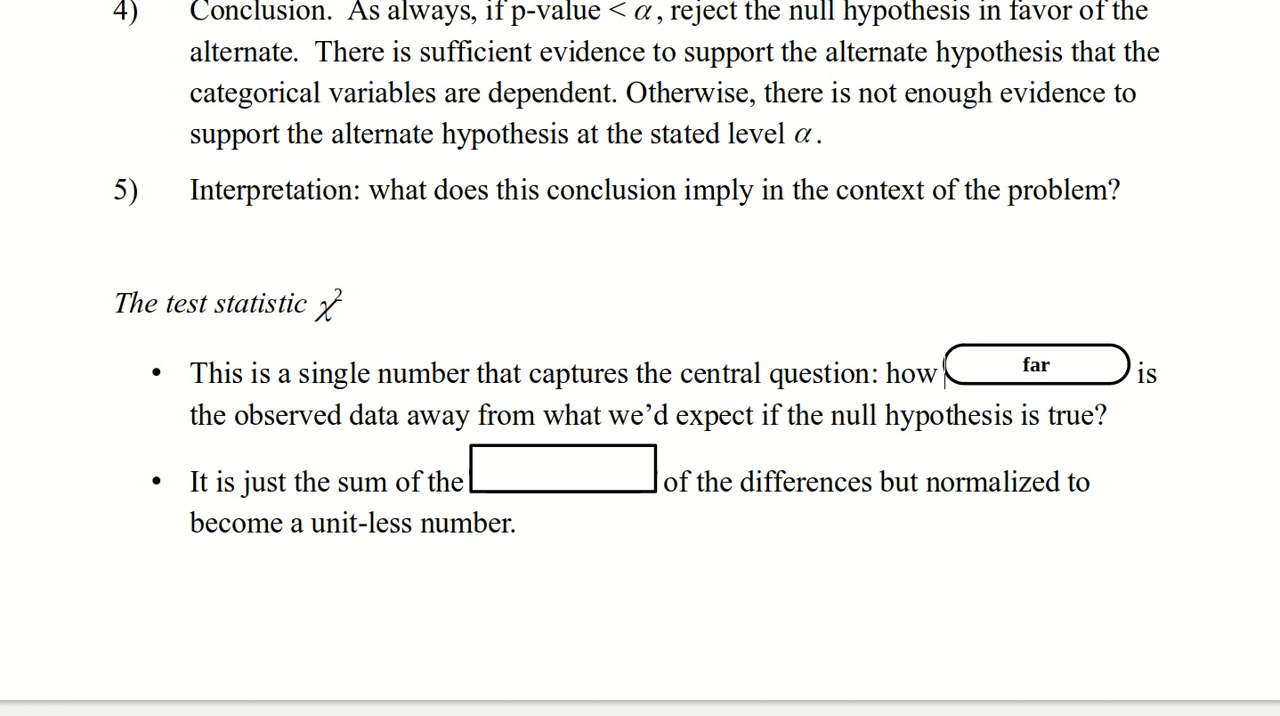 4) Conclusion. As always, if p-value < α, reject the null hypothesis in favor of the
alternate. There is sufficient evidence to support the alternate hypothesis that the
categorical variables are dependent. Otherwise, there is not enough evidence to
support the alternate hypothesis at the stated level α.
5) Interpretation: what does this conclusion imply in the context of the problem?
The test statistic χ²
• This is a single number that captures the central question: how far is
the observed data away from what we’d expect if the null hypothesis is true?
• It is just the sum of the of the differences but normalized to
become a unit-less number.